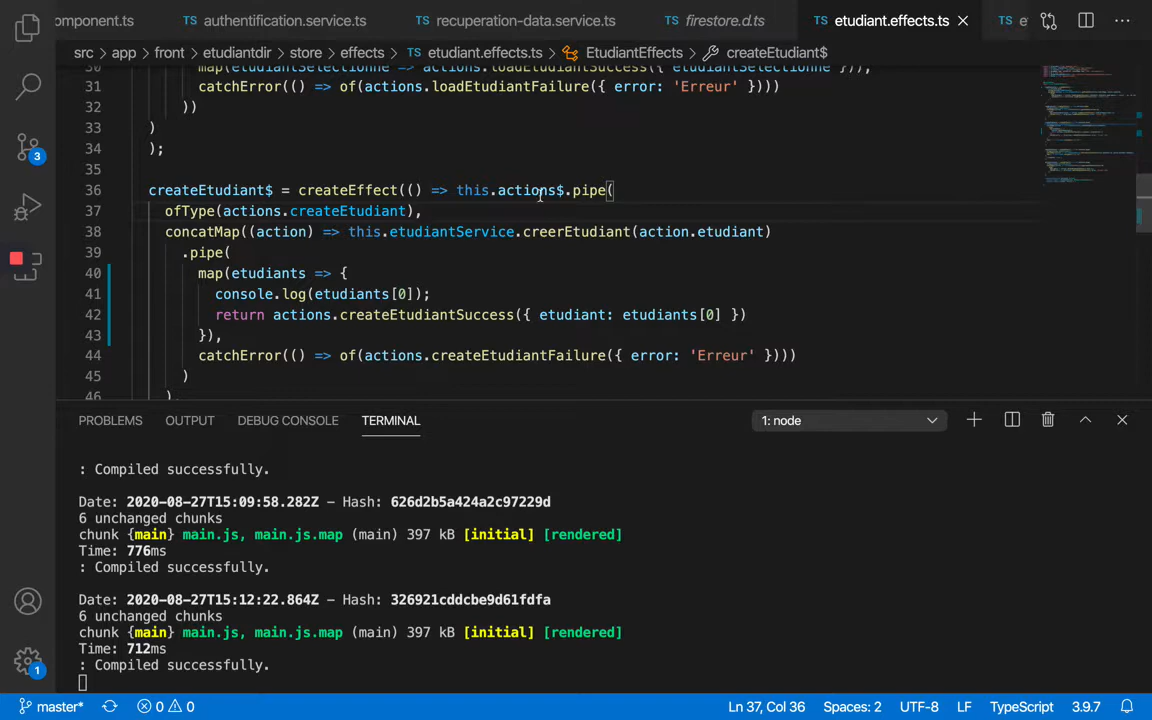 omponent.ts authentification.service.ts recuperation-data.service.ts firestore.d.ts etudiant.effects.ts
src > app > front > etudiantdir > store > effects > etudiant.effects.ts > EtudiantEffects > createEtudiant$
30 map(etudiantSelectionne => actions.loadEtudiantSuccess({ etudiantSelectionne })),
31 catchError(() => of(actions.loadEtudiantFailure({ error: 'Erreur' })))
32 ))
33 )
34 );
35
36 createEtudiant$ = createEffect(() => this.actions$.pipe(
37 ofType(actions.createEtudiant),
38 concatMap((action) => this.etudiantService.creerEtudiant(action.etudiant)
39 .pipe(
40 map(etudiants => {
41 console.log(etudiants[0]);
42 return actions.createEtudiantSuccess({ etudiant: etudiants[0] })
43 }),
44 catchError(() => of(actions.createEtudiantFailure({ error: 'Erreur' })))
45 )
46 ),
3
PROBLEMS OUTPUT DEBUG CONSOLE TERMINAL 1: node
: Compiled successfully.
Date: 2020-08-27T15:09:58.282Z - Hash: 626d2b5a424a2c97229d
6 unchanged chunks
chunk {main} main.js, main.js.map (main) 397 kB [initial] [rendered]
Time: 776ms
: Compiled successfully.
Date: 2020-08-27T15:12:22.864Z - Hash: 326921cddcbe9d61fdfa
6 unchanged chunks
chunk {main} main.js, main.js.map (main) 397 kB [initial] [rendered]
Time: 712ms
: Compiled successfully.
1
master* 0 0 Ln 37, Col 36 Spaces: 2 UTF-8 LF TypeScript 3.9.7